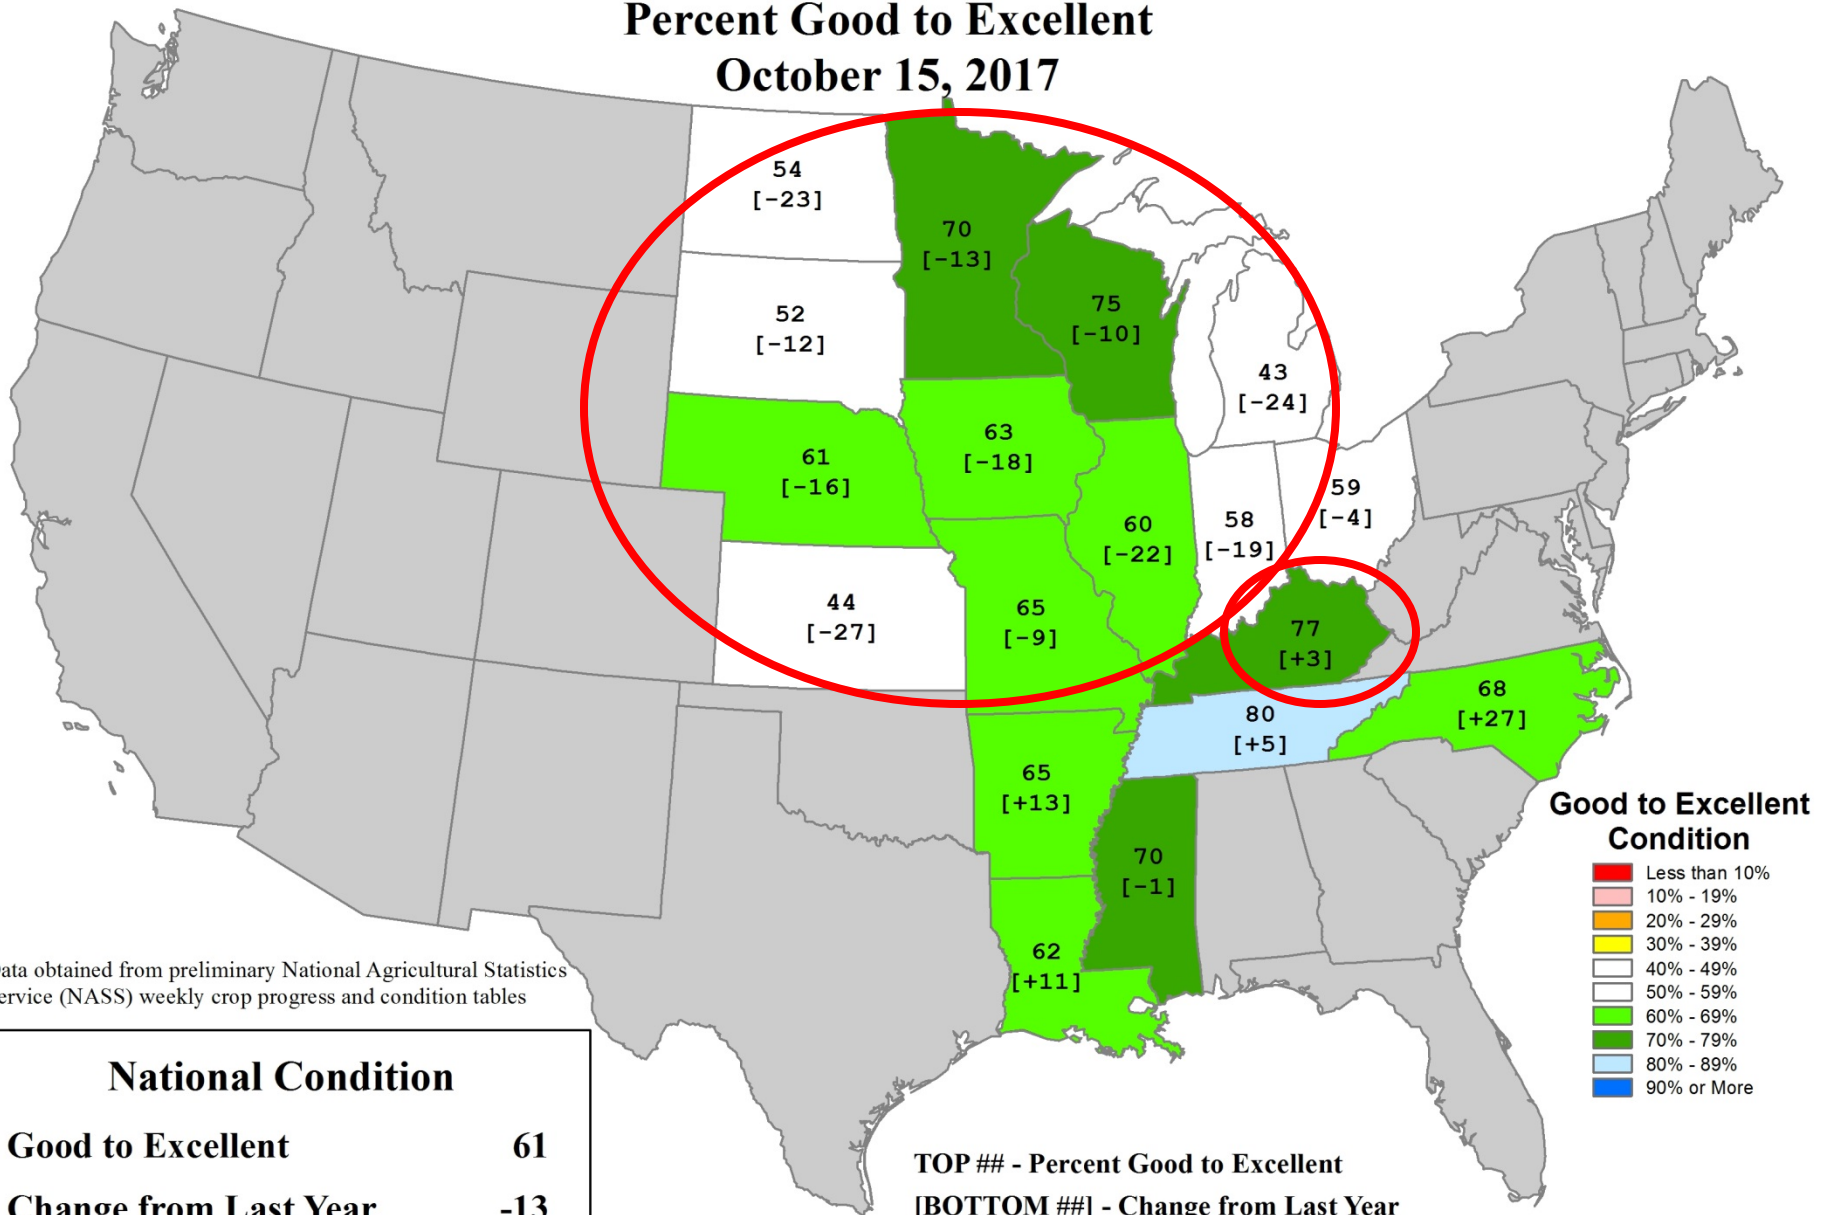 Percent Good to Excellent
October 15, 2017
54
[-23]
70
[-13]
52
[-12]
75
[-10]
43
[-24]
61
[-16]
63
[-18]
60
[-22]
58
[-19]
59
[-4]
44
[-27]
65
[-9]
77
[+3]
80
[+5]
68
[+27]
65
[+13]
70
[-1]
62
[+11]
Good to Excellent
Condition
Less than 10%
10% - 19%
20% - 29%
30% - 39%
40% - 49%
50% - 59%
60% - 69%
70% - 79%
80% - 89%
90% or More
ata obtained from preliminary National Agricultural Statistics
ervice (NASS) weekly crop progress and condition tables
National Condition
Good to Excellent 61
Change from Last Year -13
TOP ## - Percent Good to Excellent
[BOTTOM ##] - Change from Last Year